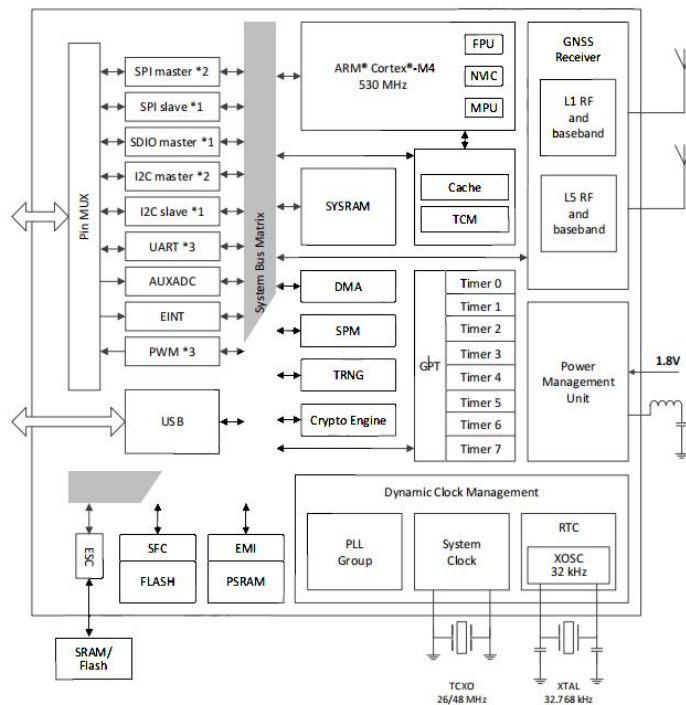 Pin MUX
SPI master *2
SPI slave *1
SDIO master *1
I2C master *2
I2C slave *1
UART *3
AUXADC
EINT
PWM *3
USB
System Bus Matrix
ARM® Cortex®-M4
530 MHz
FPU
NVIC
MPU
SYSRAM
Cache
TCM
DMA
SPM
TRNG
Crypto Engine
GPT
Timer 0
Timer 1
Timer 2
Timer 3
Timer 4
Timer 5
Timer 6
Timer 7
GNSS
Receiver
L1 RF
and
baseband
L5 RF
and
baseband
Power
Management
Unit
1.8V
Dynamic Clock Management
PLL
Group
System
Clock
RTC
XOSC
32 kHz
ESC
SFC
FLASH
EMI
PSRAM
SRAM/
Flash
TCXO
26/48 MHz
XTAL
32.768 kHz